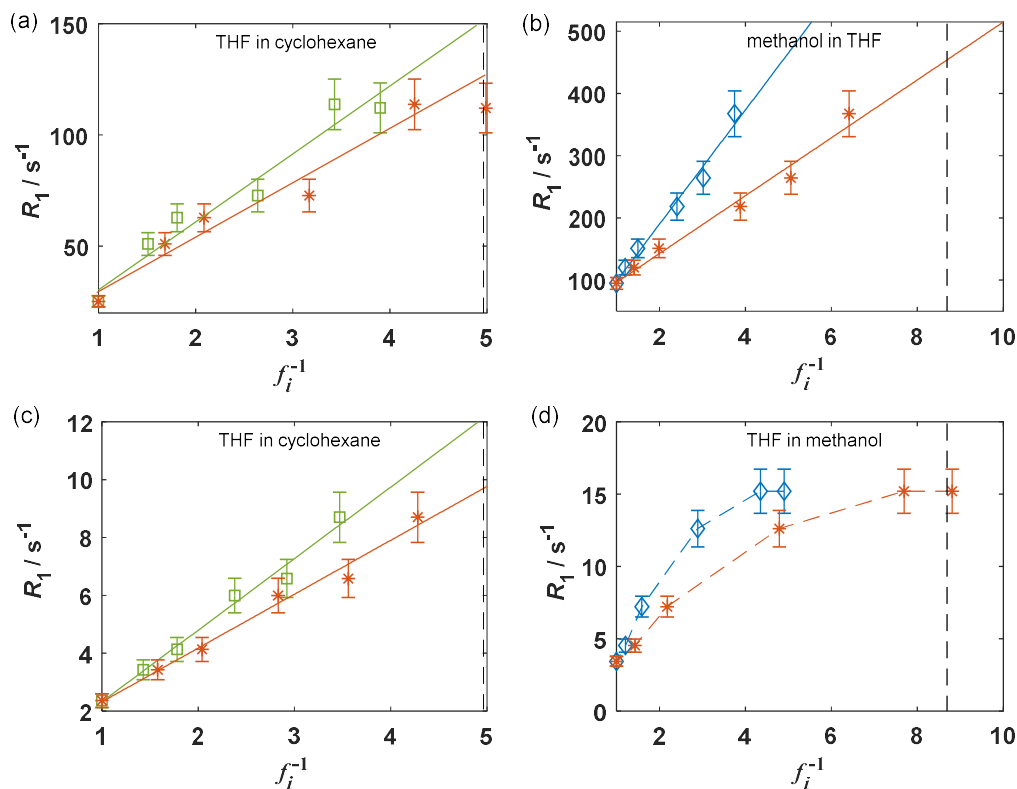 (a)
THF in cyclohexane
150
100
50
R₁ / s⁻¹
1 2 3 4 5
fᵢ⁻¹
(b)
methanol in THF
500
400
300
200
100
R₁ / s⁻¹
2 4 6 8 10
fᵢ⁻¹
(c)
THF in cyclohexane
12
10
8
6
4
2
R₁ / s⁻¹
1 2 3 4 5
fᵢ⁻¹
(d)
THF in methanol
20
15
10
5
0
R₁ / s⁻¹
2 4 6 8 10
fᵢ⁻¹